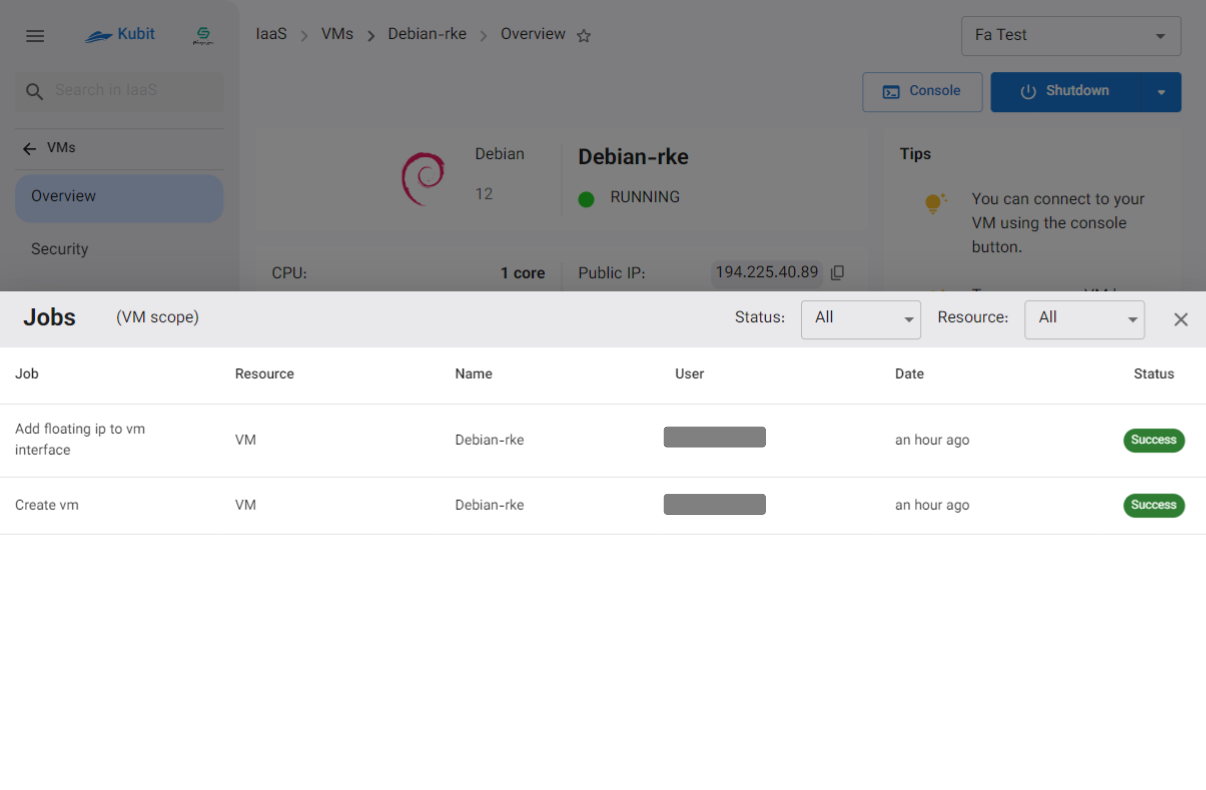 Kubit
IaaS > VMs > Debian-rke > Overview
Fa Test
Search in IaaS
Console
Shutdown
VMs
Overview
Security
Debian
12
Debian-rke
RUNNING
CPU: 1 core
Public IP: 194.225.40.89
Tips
You can connect to your
VM using the console
button.
Jobs (VM scope) Status: All Resource: All
Job Resource Name User Date Status
Add floating ip to vm
interface
VM Debian-rke an hour ago Success
Create vm VM Debian-rke an hour ago Success